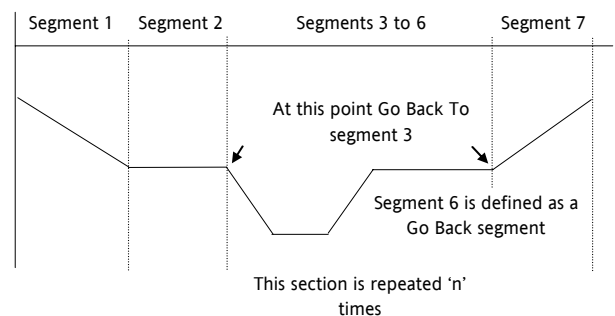 Segment 1
Segment 2
Segments 3 to 6
Segment 7
At this point Go Back To
segment 3
Segment 6 is defined as a
Go Back segment
This section is repeated ‘n’
times